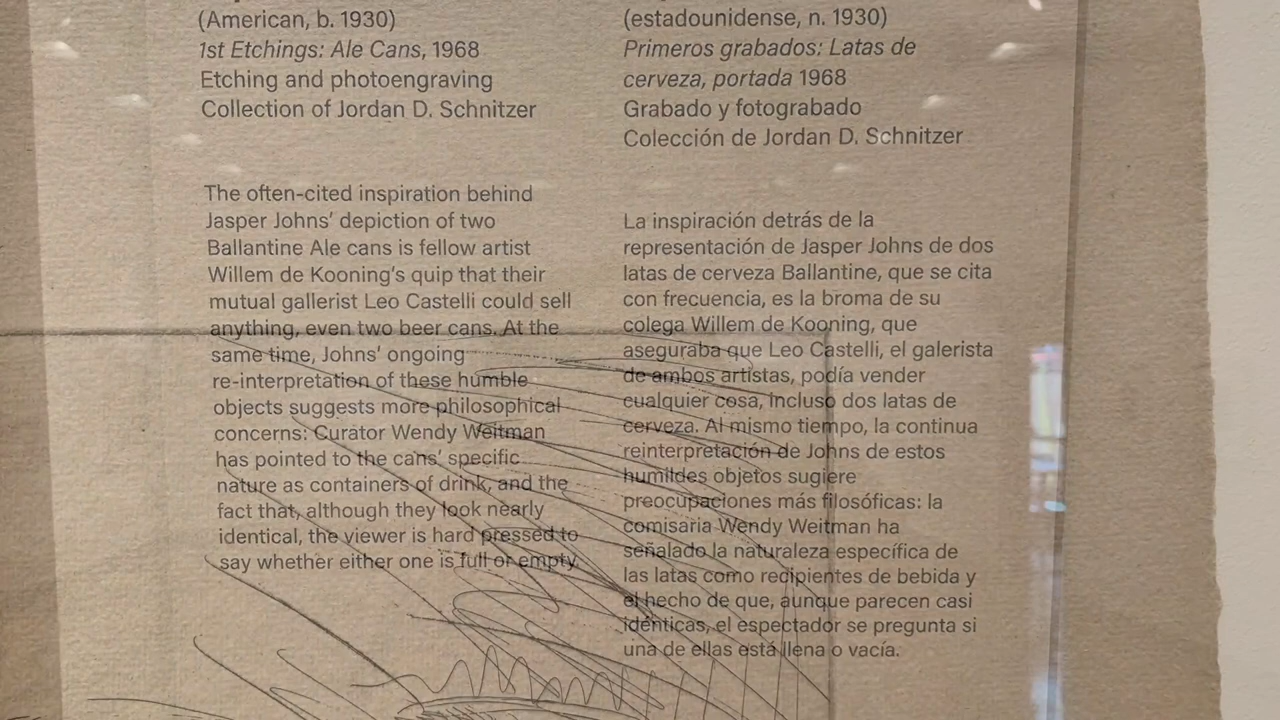 (American, b. 1930)
1st Etchings: Ale Cans, 1968
Etching and photoengraving
Collection of Jordan D. Schnitzer
The often-cited inspiration behind
Jasper Johns’ depiction of two
Ballantine Ale cans is fellow artist
Willem de Kooning’s quip that their
mutual gallerist Leo Castelli could sell
anything, even two beer cans. At the
same time, Johns’ ongoing
re-interpretation of these humble
objects suggests more philosophical
concerns: Curator Wendy Weitman
has pointed to the cans’ specific
nature as containers of drink, and the
fact that, although they look nearly
identical, the viewer is hard pressed to
say whether either one is full or empty.
(estadounidense, n. 1930)
Primeros grabados: Latas de
cerveza, portada 1968
Grabado y fotograbado
Colección de Jordan D. Schnitzer
La inspiración detrás de la
representación de Jasper Johns de dos
latas de cerveza Ballantine, que se cita
con frecuencia, es la broma de su
colega Willem de Kooning, que
aseguraba que Leo Castelli, el galerista
de ambos artistas, podía vender
cualquier cosa, incluso dos latas de
cerveza. Al mismo tiempo, la continua
reinterpretación de Johns de estos
humildes objetos sugiere
preocupaciones más filosóficas: la
comisaria Wendy Weitman ha
señalado la naturaleza específica de
las latas como recipientes de bebida y
el hecho de que, aunque parecen casi
idénticas, el espectador se pregunta si
una de ellas está llena o vacía.